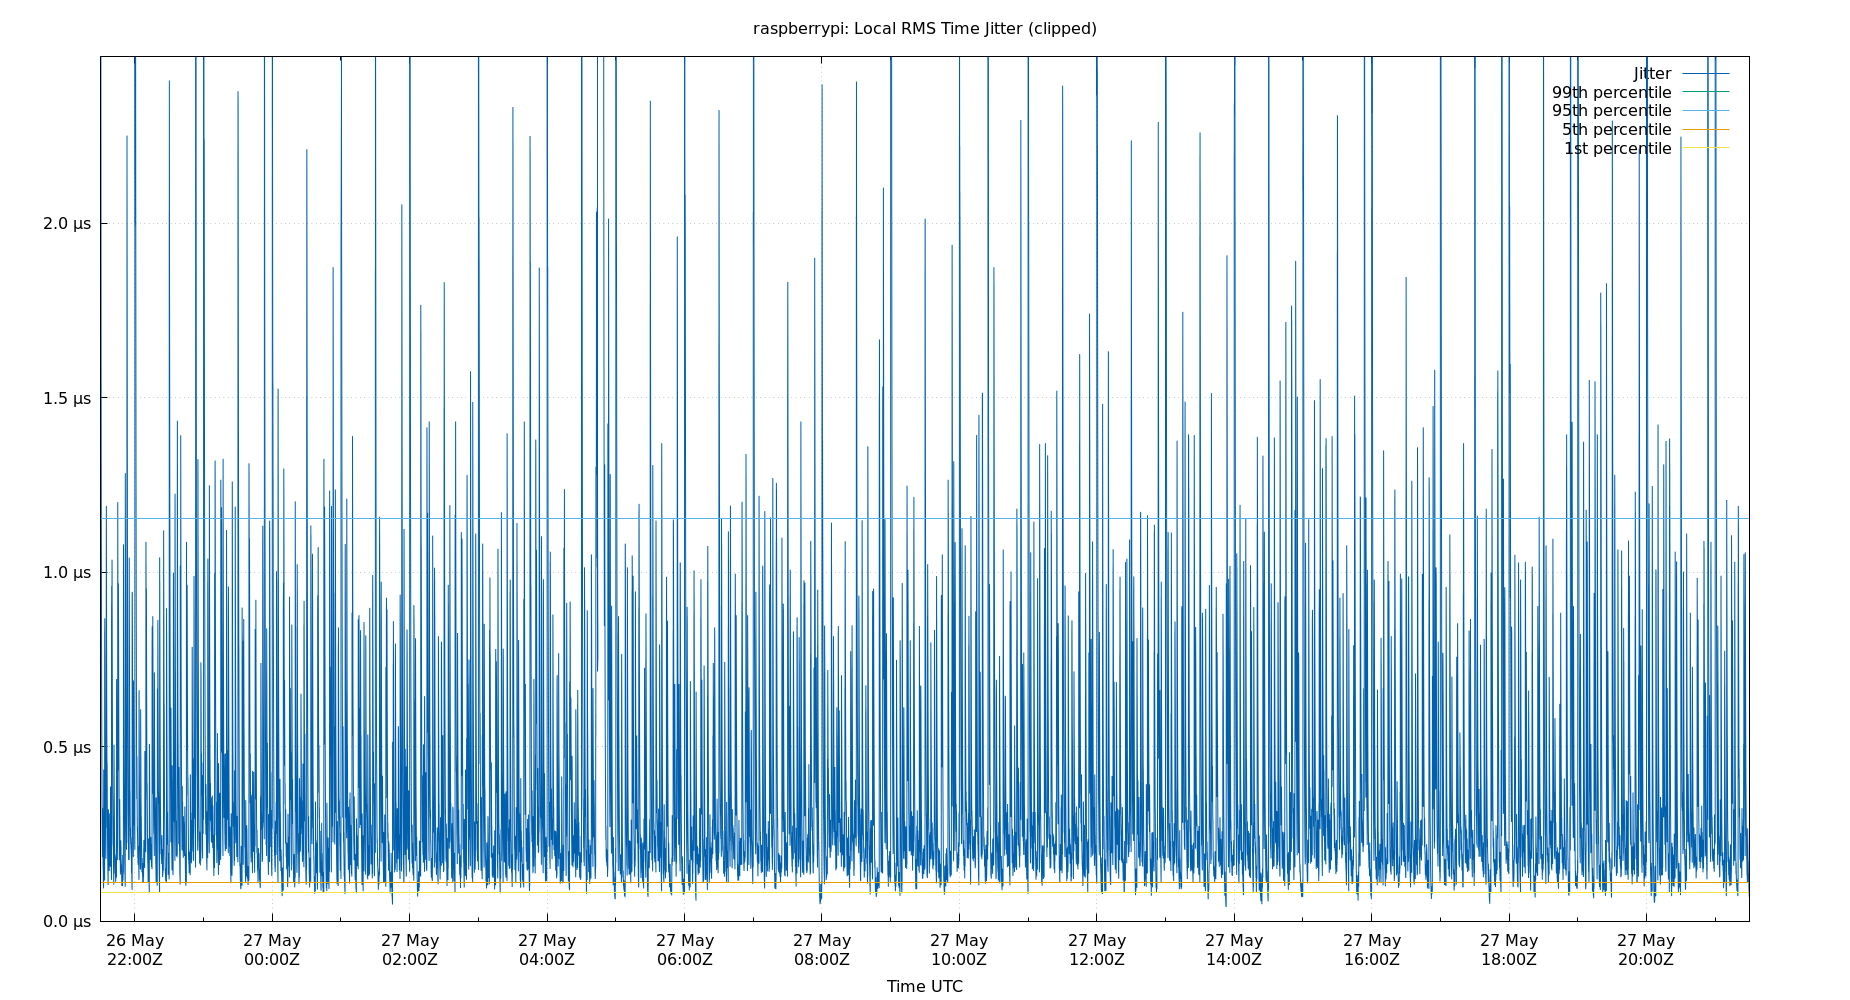 raspberrypi: Local RMS Time Jitter (clipped)
Jitter
99th percentile
95th percentile
5th percentile
1st percentile
2.0 µs
1.5 µs
1.0 µs
0.5 µs
0.0 µs
26 May 27 May 27 May 27 May 27 May 27 May 27 May 27 May 27 May 27 May 27 May 27 May
22:00Z 00:00Z 02:00Z 04:00Z 06:00Z 08:00Z 10:00Z 12:00Z 14:00Z 16:00Z 18:00Z 20:00Z
Time UTC